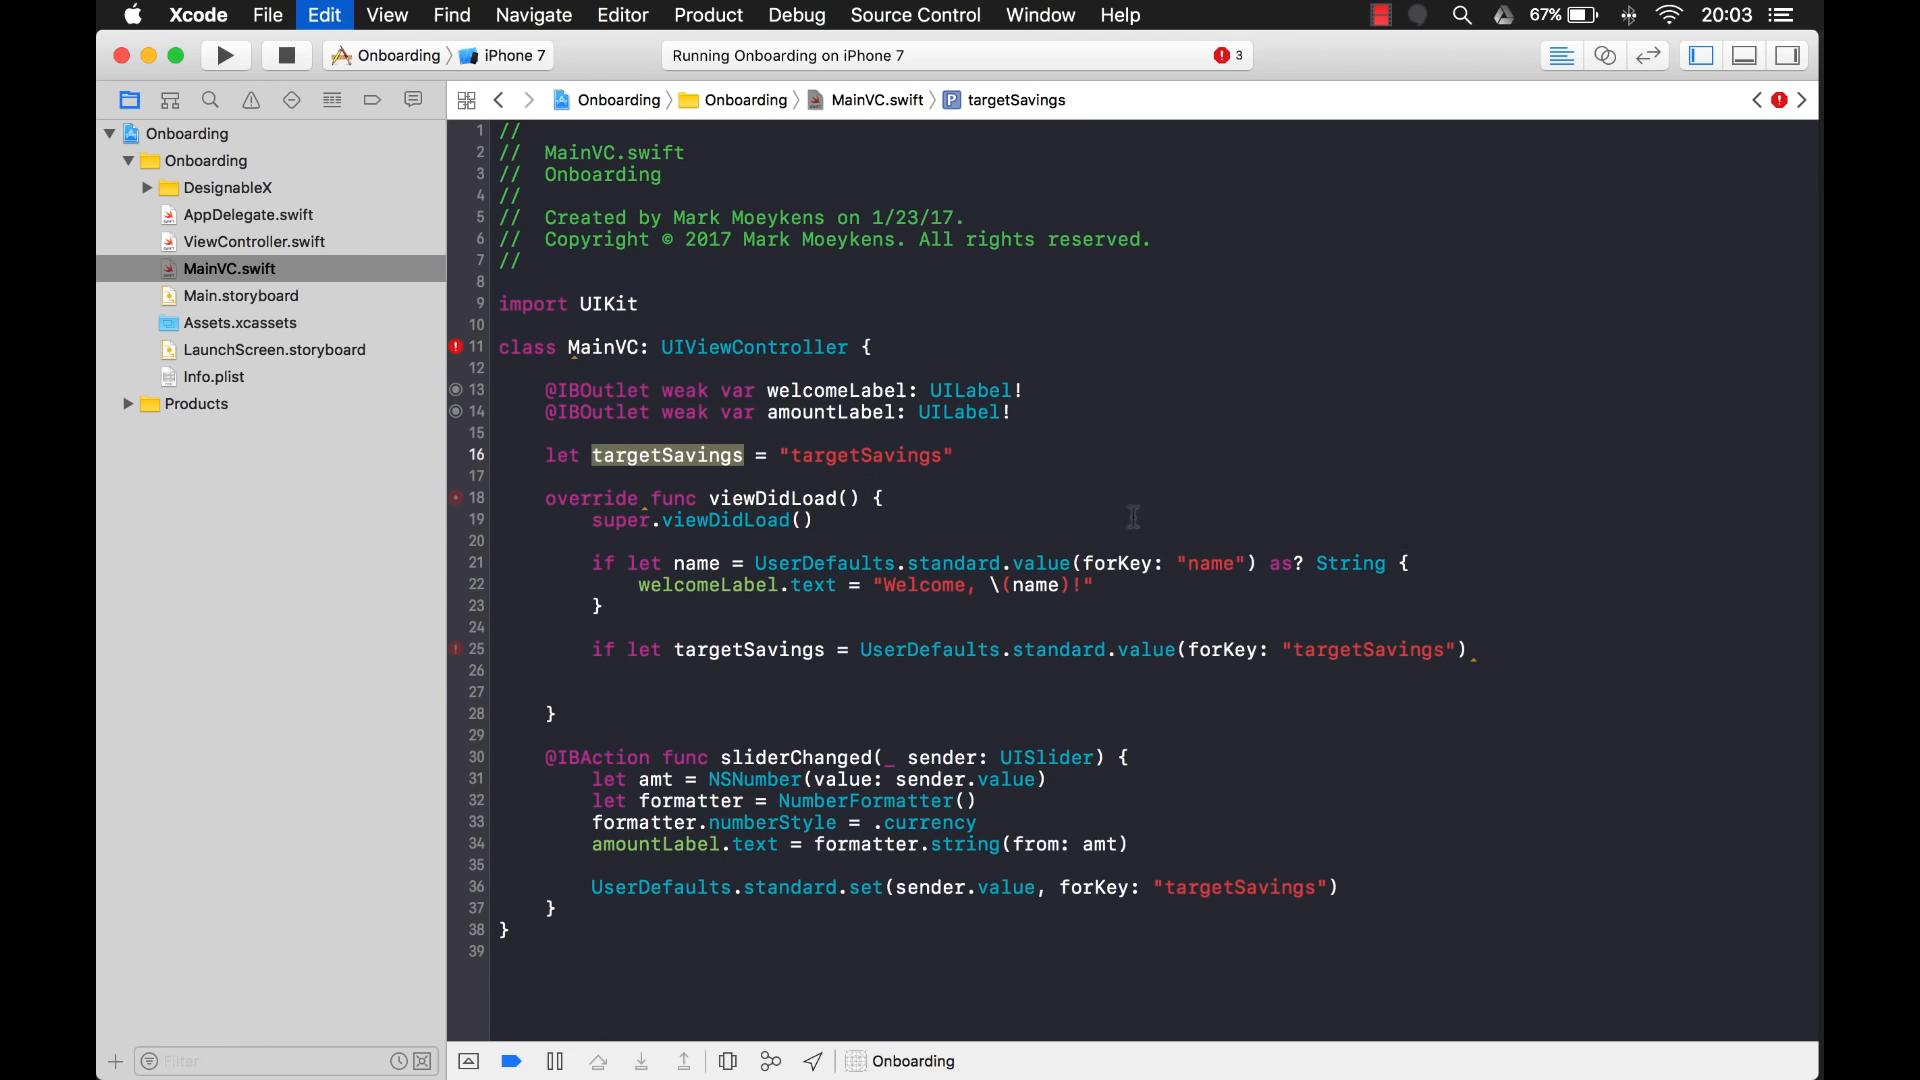 Xcode File Edit View Find Navigate Editor Product Debug Source Control Window Help 67% 20:03
Onboarding iPhone 7 Running Onboarding on iPhone 7 3
Onboarding Onboarding MainVC.swift P targetSavings
Onboarding
Onboarding
DesignableX
AppDelegate.swift
ViewController.swift
MainVC.swift
Main.storyboard
Assets.xcassets
LaunchScreen.storyboard
Info.plist
Products
1 //
2 //  MainVC.swift
3 //  Onboarding
4 //
5 //  Created by Mark Moeykens on 1/23/17.
6 //  Copyright © 2017 Mark Moeykens. All rights reserved.
7 //
8
9 import UIKit
10
11 class MainVC: UIViewController {
12
13     @IBOutlet weak var welcomeLabel: UILabel!
14     @IBOutlet weak var amountLabel: UILabel!
15
16     let targetSavings = "targetSavings"
17
18     override func viewDidLoad() {
19         super.viewDidLoad()
20
21         if let name = UserDefaults.standard.value(forKey: "name") as? String {
22             welcomeLabel.text = "Welcome, \(name)!"
23         }
24
25         if let targetSavings = UserDefaults.standard.value(forKey: "targetSavings")
26
27
28     }
29
30     @IBAction func sliderChanged(_ sender: UISlider) {
31         let amt = NSNumber(value: sender.value)
32         let formatter = NumberFormatter()
33         formatter.numberStyle = .currency
34         amountLabel.text = formatter.string(from: amt)
35
36         UserDefaults.standard.set(sender.value, forKey: "targetSavings")
37     }
38 }
39
Filter Onboarding